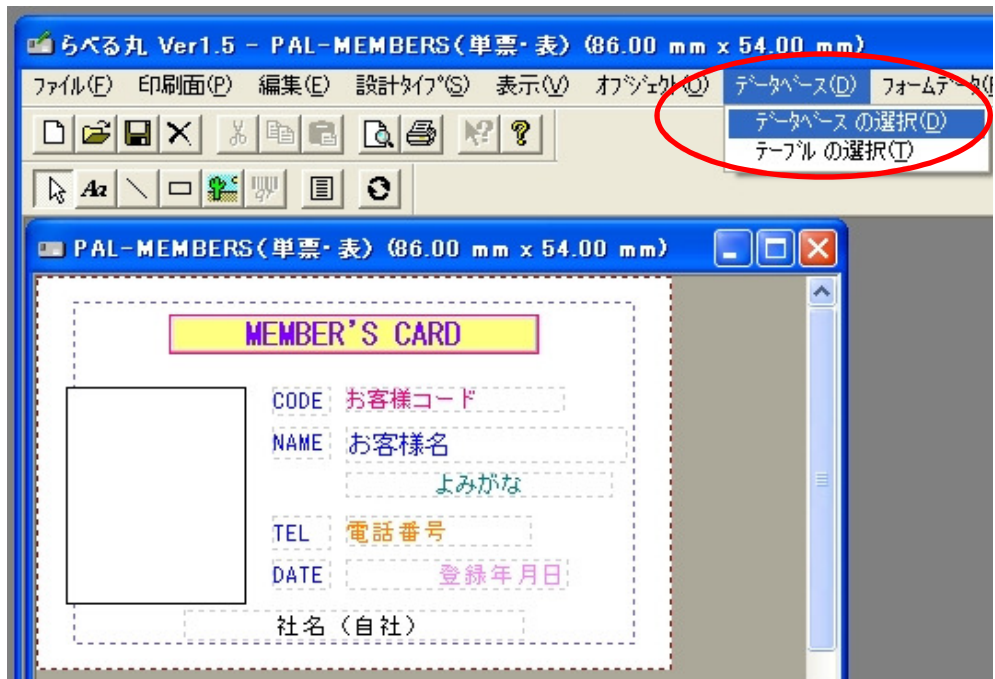 らべる丸 Ver1.5 - PAL-MEMBERS(単票・表) (86.00 mm x 54.00 mm)
ファイル(F) 印刷面(P) 編集(E) 設計タイプ(S) 表示(V) オブジェクト(O) データベース(D) フォームデータ(
データベース の選択(D)
テーブル の選択(T)
Aa
PAL-MEMBERS(単票・表) (86.00 mm x 54.00 mm)
MEMBER'S CARD
CODE お客様コード
NAME お客様名
よみがな
TEL 電話番号
DATE 登録年月日
社名(自社)